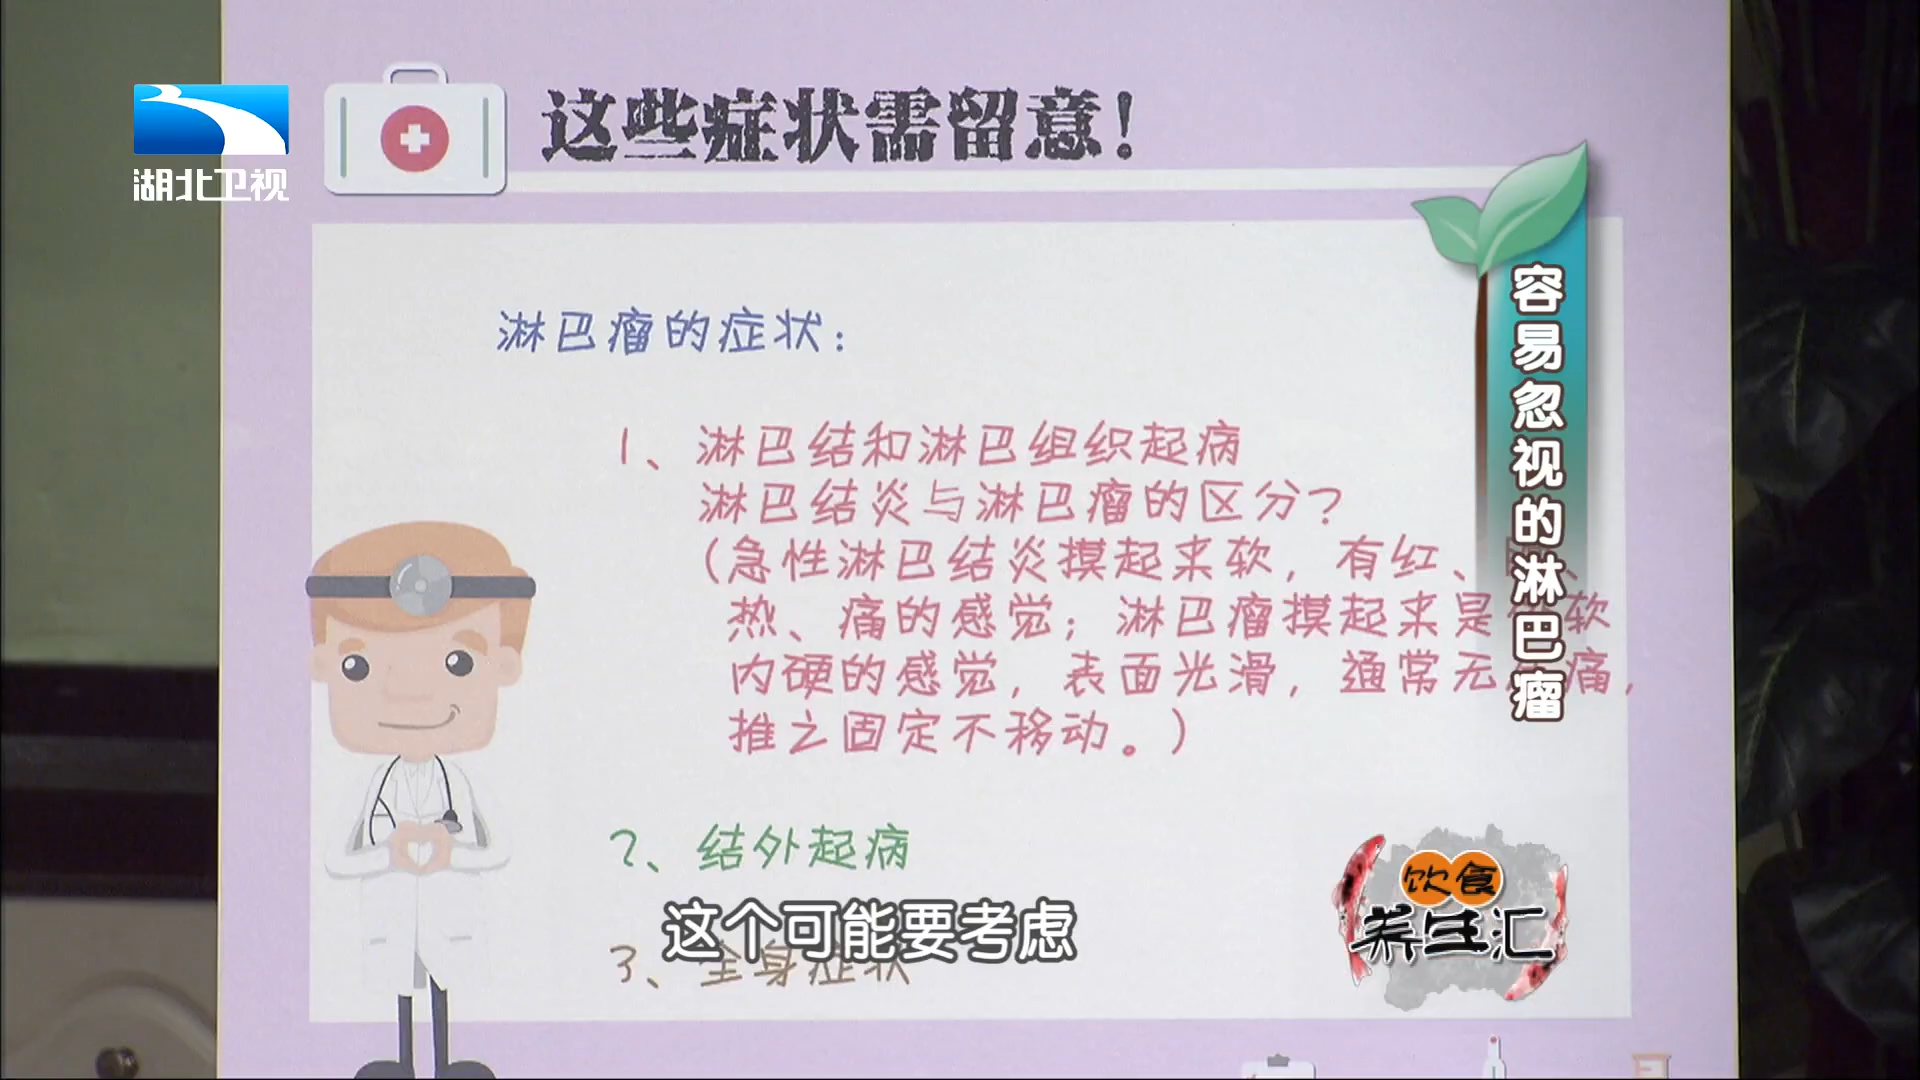 湖北卫视
这些症状需留意！
淋巴瘤的症状：
1、淋巴结和淋巴组织起病
淋巴结炎与淋巴瘤的区分？
（急性淋巴结炎摸起来软，有红、
热、痛的感觉；淋巴瘤摸起来是 软
内硬的感觉，表面光滑，通常无 痛，
推之固定不移动。）
2、结外起病
3、全身症状
容易忽视的淋巴瘤
这个可能要考虑
饮食
养生汇